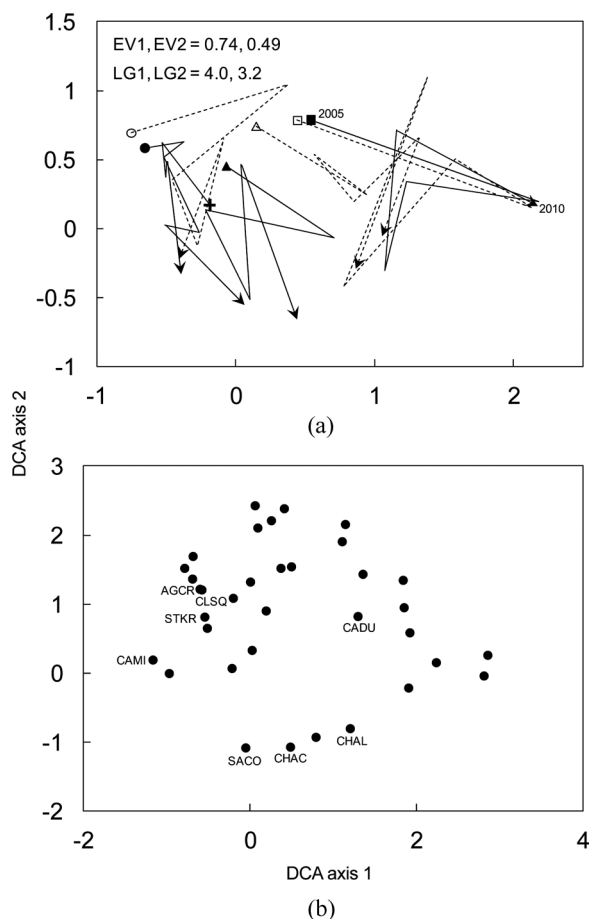 1.5
EV1, EV2 = 0.74, 0.49
LG1, LG2 = 4.0, 3.2
1
2005
0.5
2010
0
-0.5
-1
-1 0 1 2
(a)
DCA axis 2
3
2
AGCR
CLSQ
1
STKR
CADU
CAMI
0
CHAL
-1
SACO CHAC
-2
-2 0 2 4
DCA axis 1
(b)